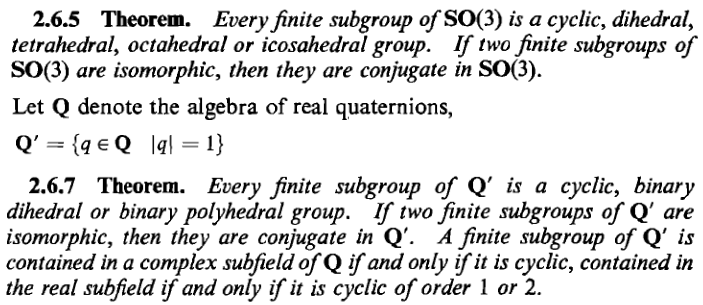 2.6.5 Theorem. Every finite subgroup of SO(3) is a cyclic, dihedral,
tetrahedral, octahedral or icosahedral group. If two finite subgroups of
SO(3) are isomorphic, then they are conjugate in SO(3).
Let Q denote the algebra of real quaternions,
Q′ = {q ∈ Q |q| = 1}
2.6.7 Theorem. Every finite subgroup of Q′ is a cyclic, binary
dihedral or binary polyhedral group. If two finite subgroups of Q′ are
isomorphic, then they are conjugate in Q′. A finite subgroup of Q′ is
contained in a complex subfield of Q if and only if it is cyclic, contained in
the real subfield if and only if it is cyclic of order 1 or 2.